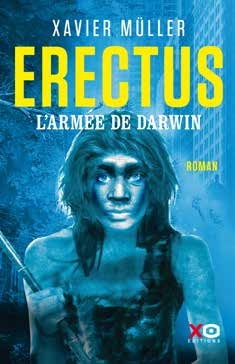 XAVIER MÜLLER
ERECTUS
L'ARMÉE DE DARWIN
ROMAN
XO
ÉDITIONS